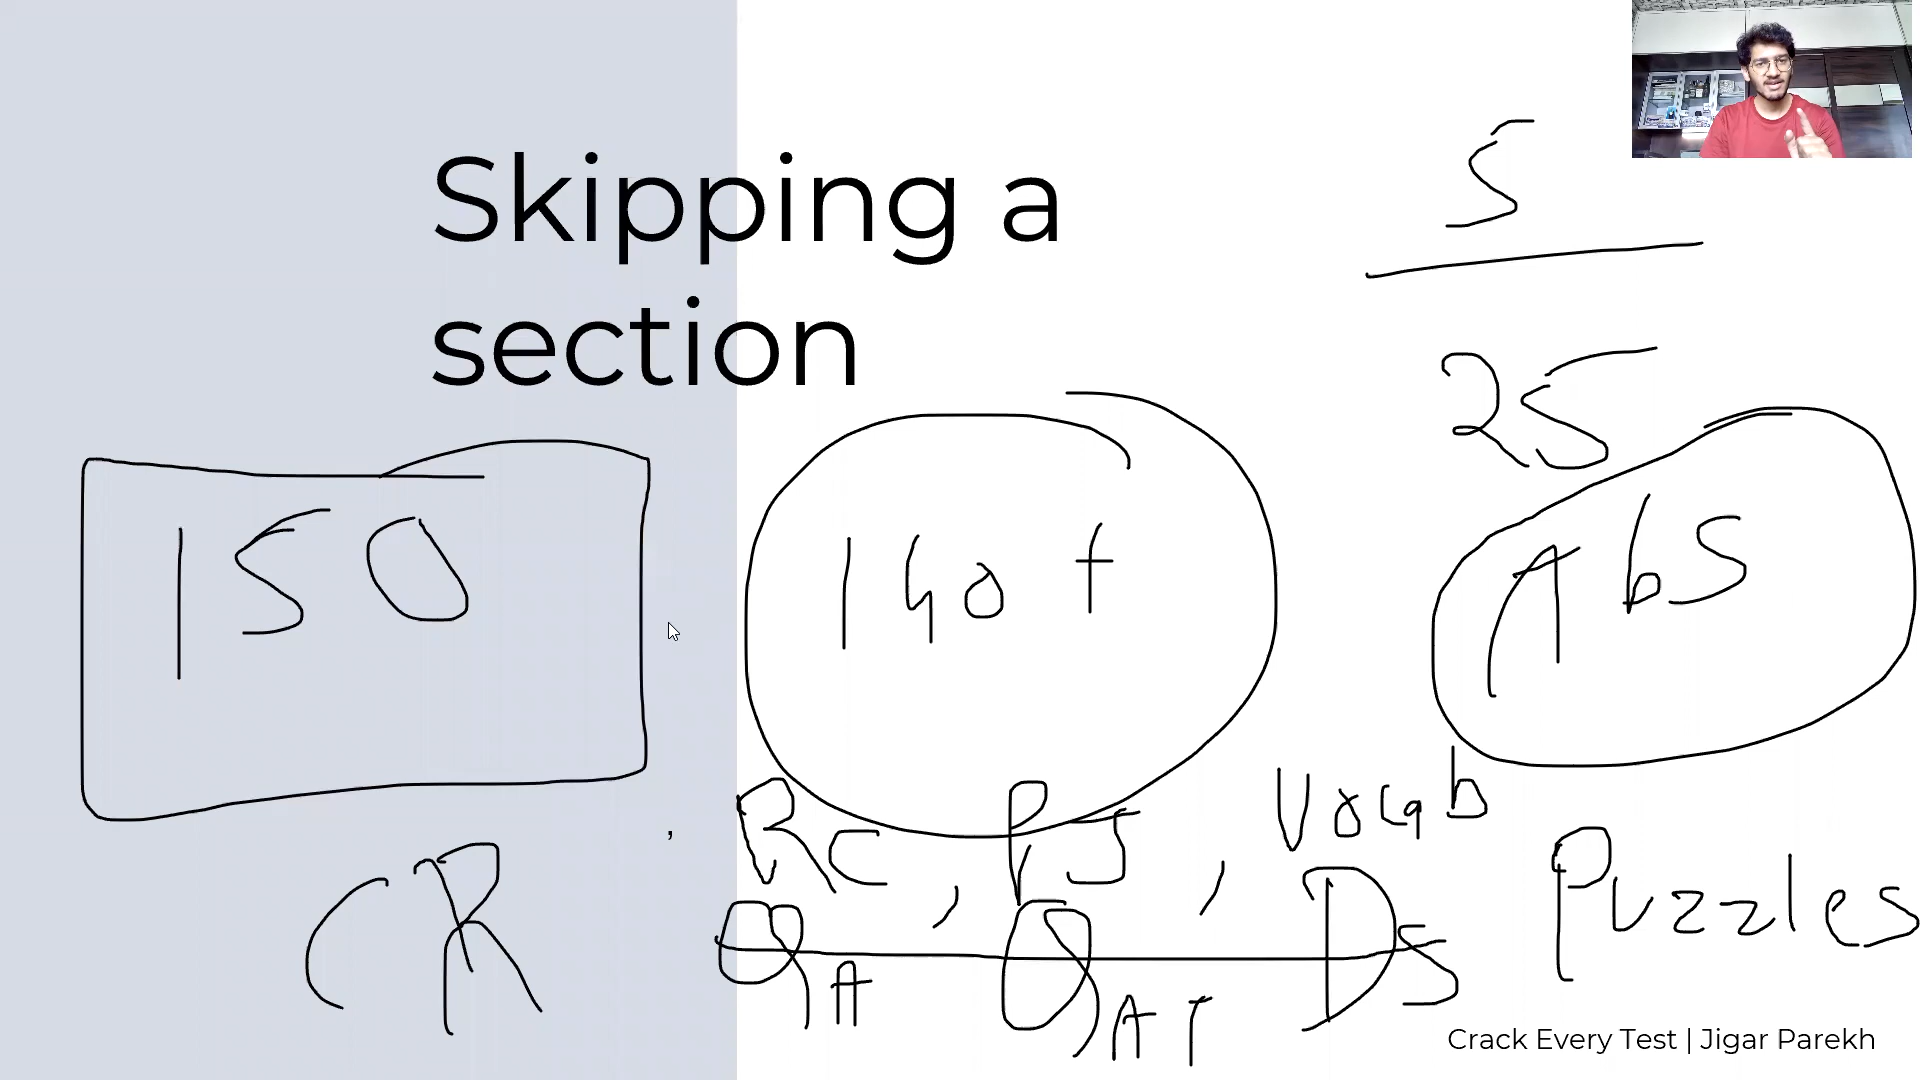 Skipping a
section
5
25
150
140+
Abs
CR
,
RC, PJ, Vocab
QA QAT DS
Puzzles
Crack Every Test | Jigar Parekh